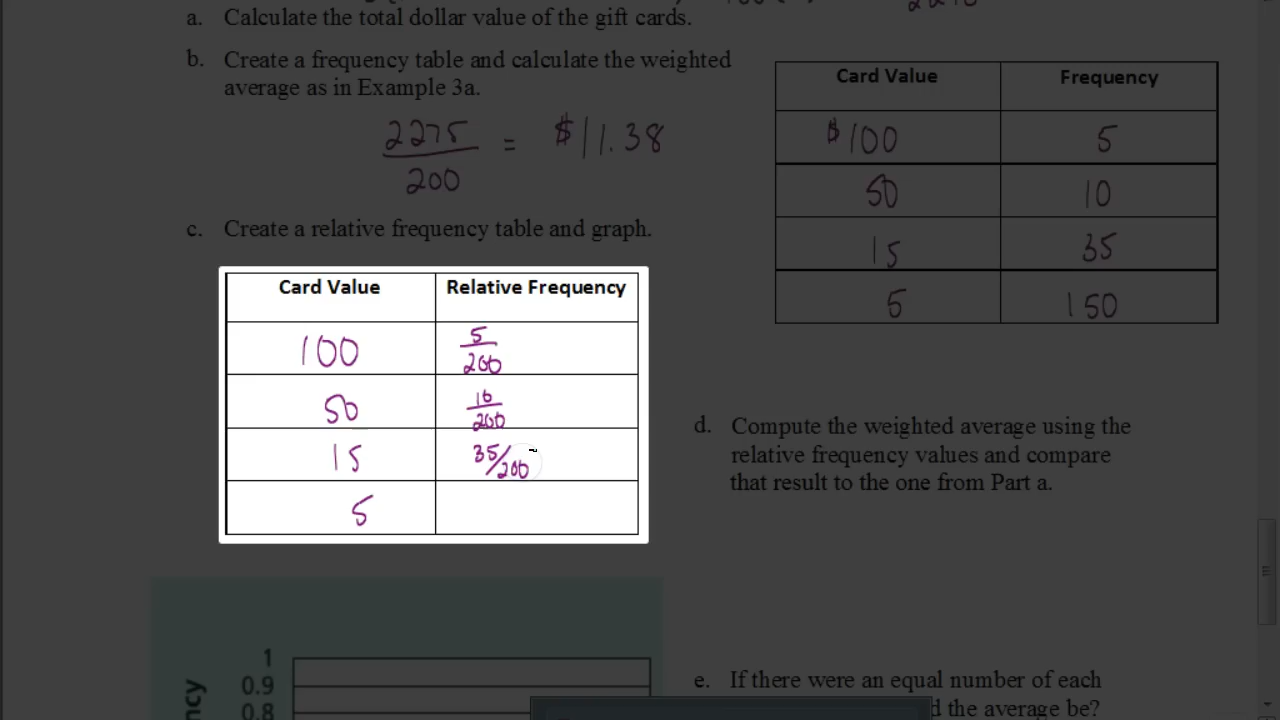 a. Calculate the total dollar value of the gift cards.
b. Create a frequency table and calculate the weighted
average as in Example 3a.
2275
200
= $11.38
Card Value Frequency
$100 5
50 10
15 35
5 150
c. Create a relative frequency table and graph.
Card Value Relative Frequency
100 5/200
50 10/200
15 35/200
5
d. Compute the weighted average using the
relative frequency values and compare
that result to the one from Part a.
1
0.9
0.8
e. If there were an equal number of each
the average be?